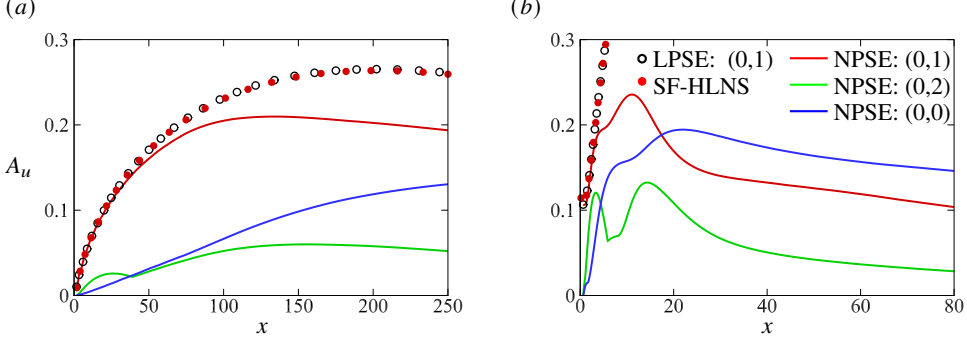 (a)
0.3
0.2
0.1
0
A_u
0 50 100 150 200 250
x
(b)
0.3
0.2
0.1
0
LPSE: (0,1)
SF-HLNS
NPSE: (0,1)
NPSE: (0,2)
NPSE: (0,0)
0 20 40 60 80
x